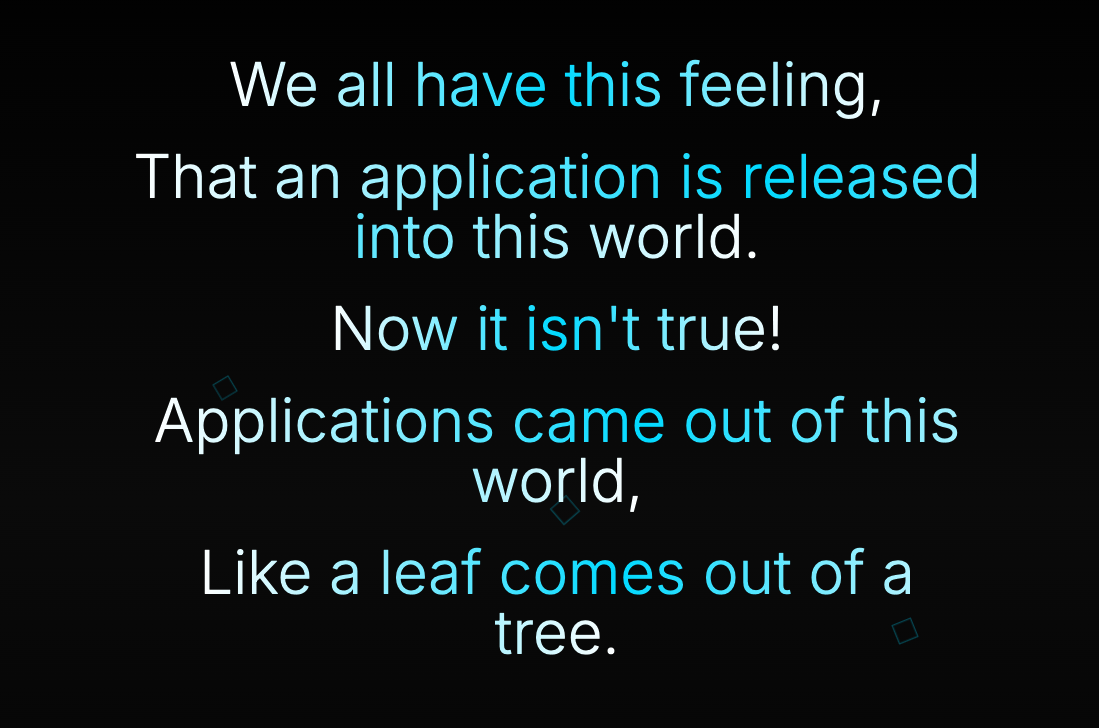 We all have this feeling,
That an application is released
into this world.
Now it isn't true!
Applications came out of this
world,
Like a leaf comes out of a
tree.